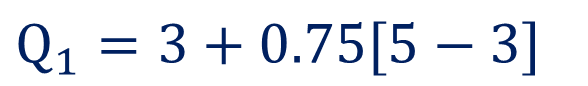 Q₁ = 3 + 0.75[5 − 3]